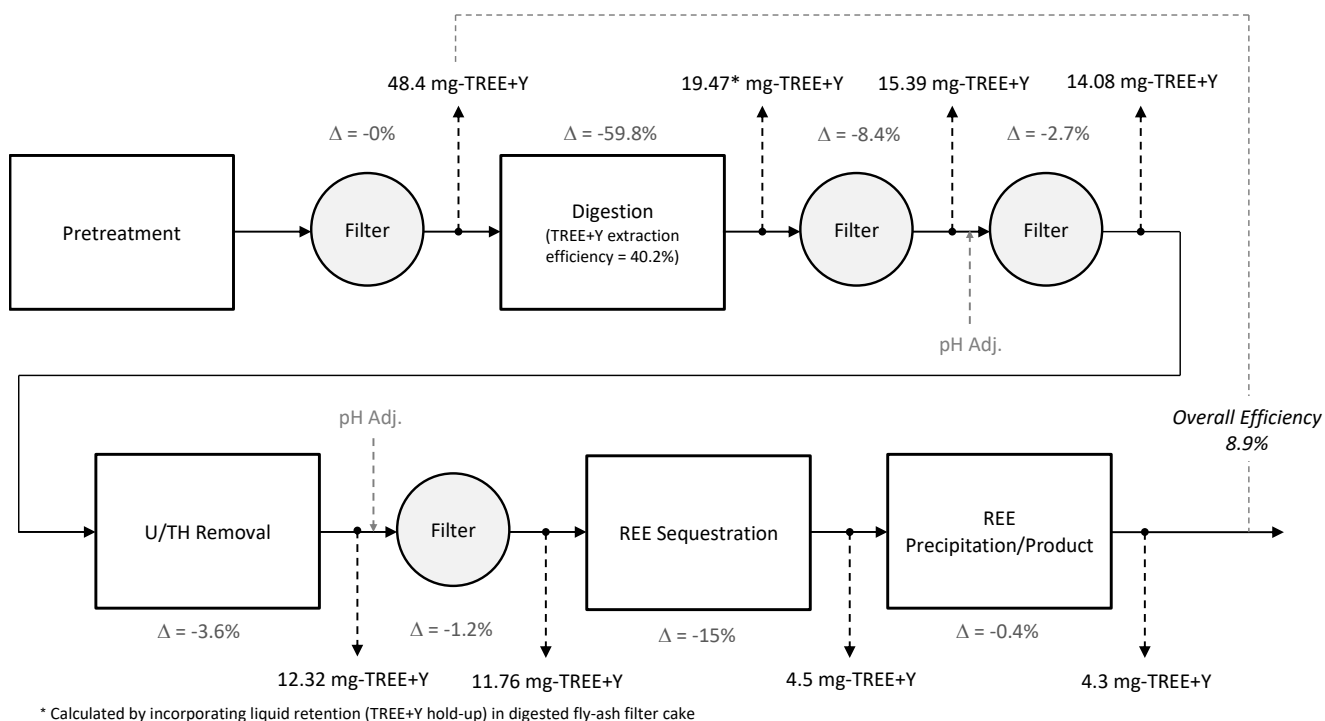 48.4 mg-TREE+Y
19.47* mg-TREE+Y
15.39 mg-TREE+Y
14.08 mg-TREE+Y
Δ = -0%
Δ = -59.8%
Δ = -8.4%
Δ = -2.7%
Pretreatment
Filter
Digestion
(TREE+Y extraction
efficiency = 40.2%)
Filter
Filter
pH Adj.
Overall Efficiency
8.9%
pH Adj.
U/TH Removal
Filter
REE Sequestration
REE
Precipitation/Product
Δ = -3.6%
Δ = -1.2%
Δ = -15%
Δ = -0.4%
12.32 mg-TREE+Y
11.76 mg-TREE+Y
4.5 mg-TREE+Y
4.3 mg-TREE+Y
* Calculated by incorporating liquid retention (TREE+Y hold-up) in digested fly-ash filter cake